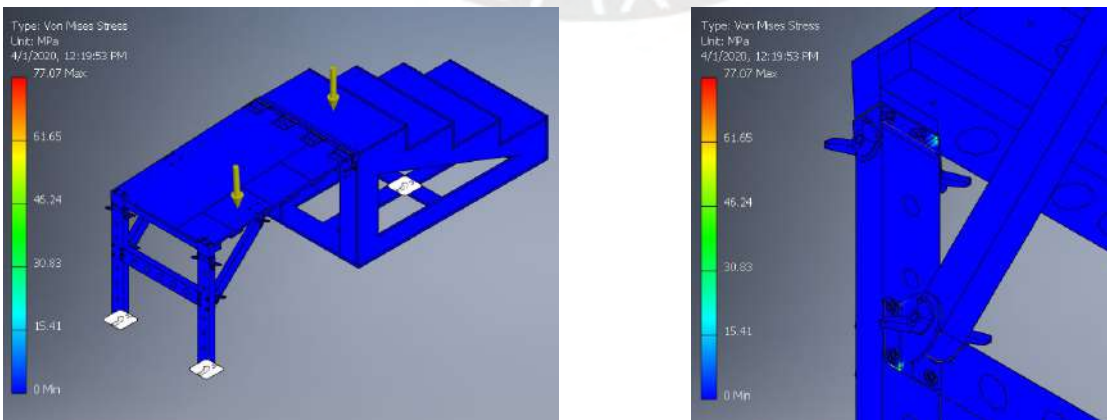 Type: Von Mises Stress
Unit: MPa
4/1/2020, 12:19:53 PM
77.07 Max
61.65
46.24
30.83
15.41
0 Min
Type: Von Mises Stress
Unit: MPa
4/1/2020, 12:19:53 PM
77.07 Max
61.65
46.24
30.83
15.41
0 Min